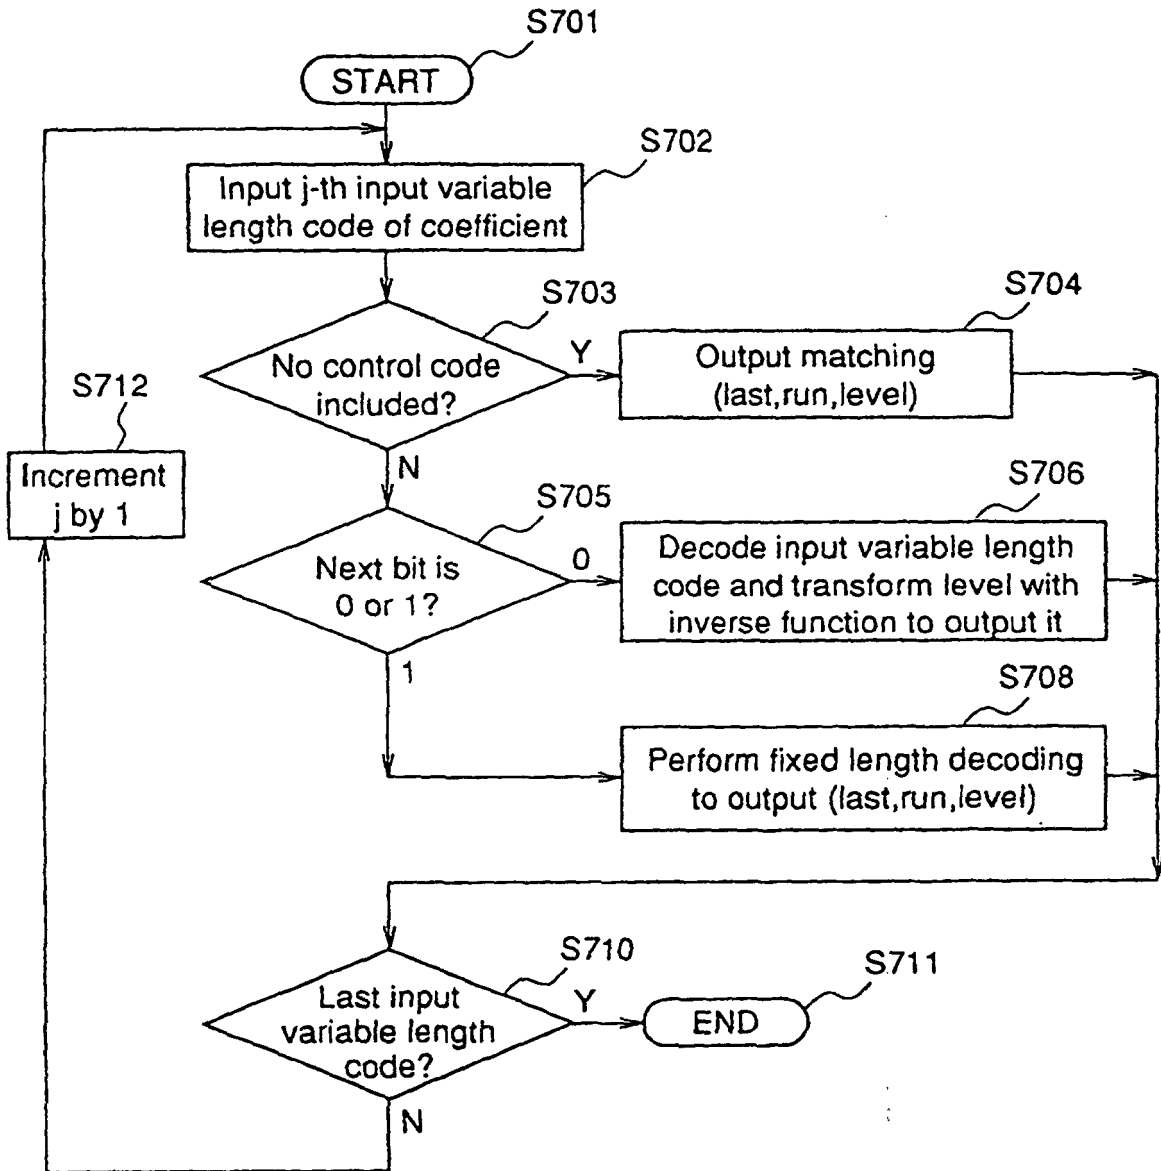 S701
START
S702
Input j-th input variable
length code of coefficient
S703
No control code
included?
Y
S704
Output matching
(last,run,level)
S712
Increment
j by 1
N
S705
Next bit is
0 or 1?
0
S706
Decode input variable length
code and transform level with
inverse function to output it
1
S708
Perform fixed length decoding
to output (last,run,level)
S710
Last input
variable length
code?
Y
S711
END
N